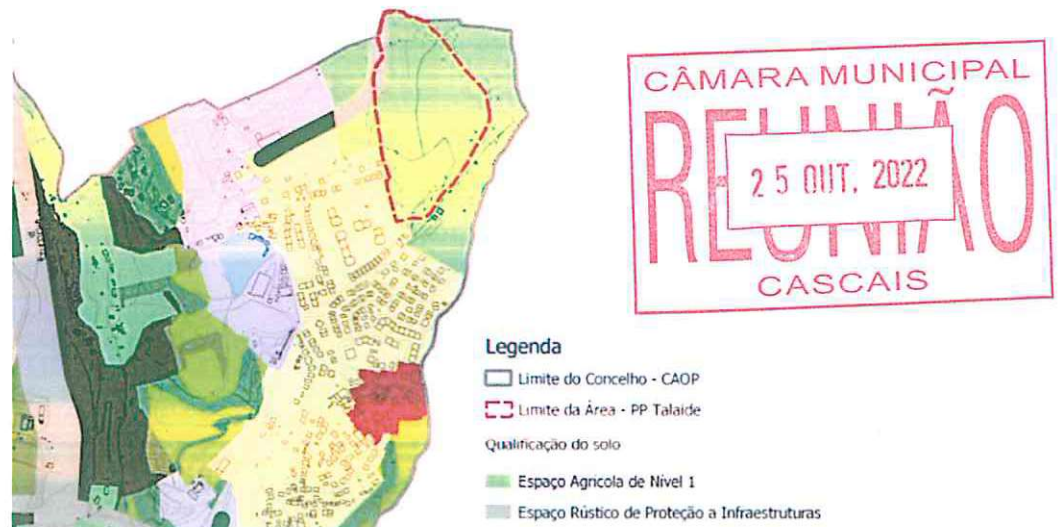 CÂMARA MUNICIPAL
REUNIÃO
25 OUT. 2022
CASCAIS
Legenda
Limite do Concelho - CAOP
Limite da Área - PP Talaíde
Qualificação do solo
Espaço Agrícola de Nível 1
Espaço Rústico de Proteção a Infraestruturas